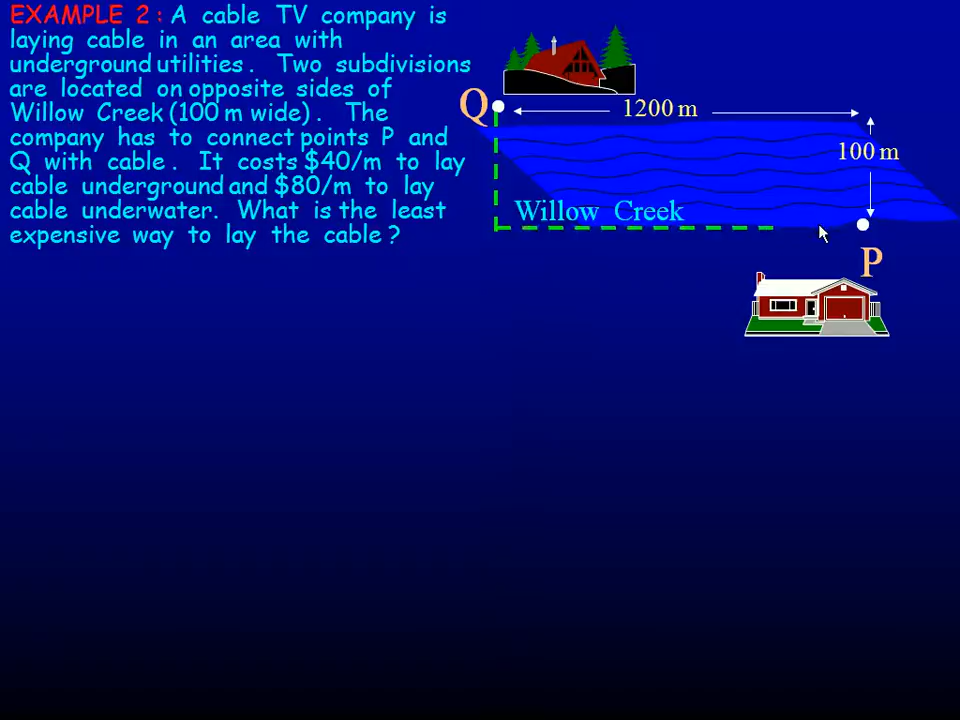 EXAMPLE 2 : A cable TV company is
laying cable in an area with
underground utilities . Two subdivisions
are located on opposite sides of
Willow Creek (100 m wide) . The
company has to connect points P and
Q with cable . It costs $40/m to lay
cable underground and $80/m to lay
cable underwater. What is the least
expensive way to lay the cable ?
Q
1200 m
100 m
Willow Creek
P